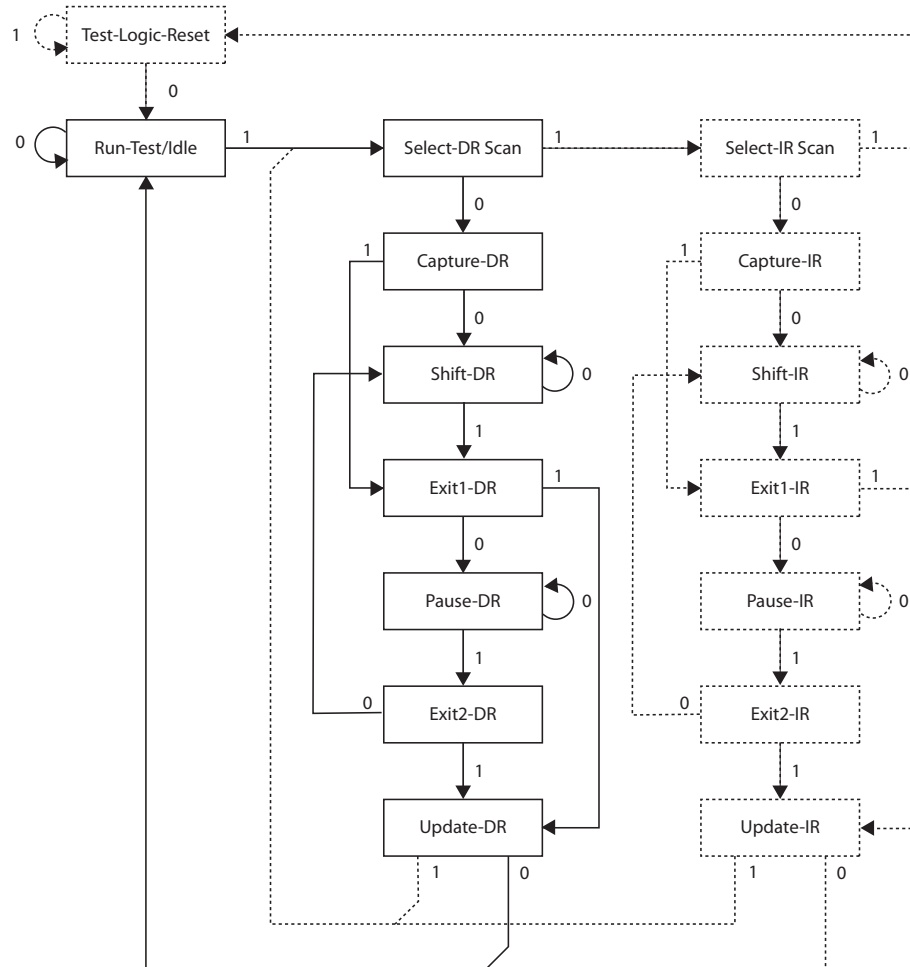 1
Test-Logic-Reset
0
0
Run-Test/Idle
1
Select-DR Scan
1
Select-IR Scan
1
0
0
1
Capture-DR
1
Capture-IR
0
0
Shift-DR
0
Shift-IR
0
1
1
Exit1-DR
1
Exit1-IR
1
0
0
Pause-DR
0
Pause-IR
0
1
1
0
Exit2-DR
0
Exit2-IR
1
1
Update-DR
Update-IR
1
0
1
0